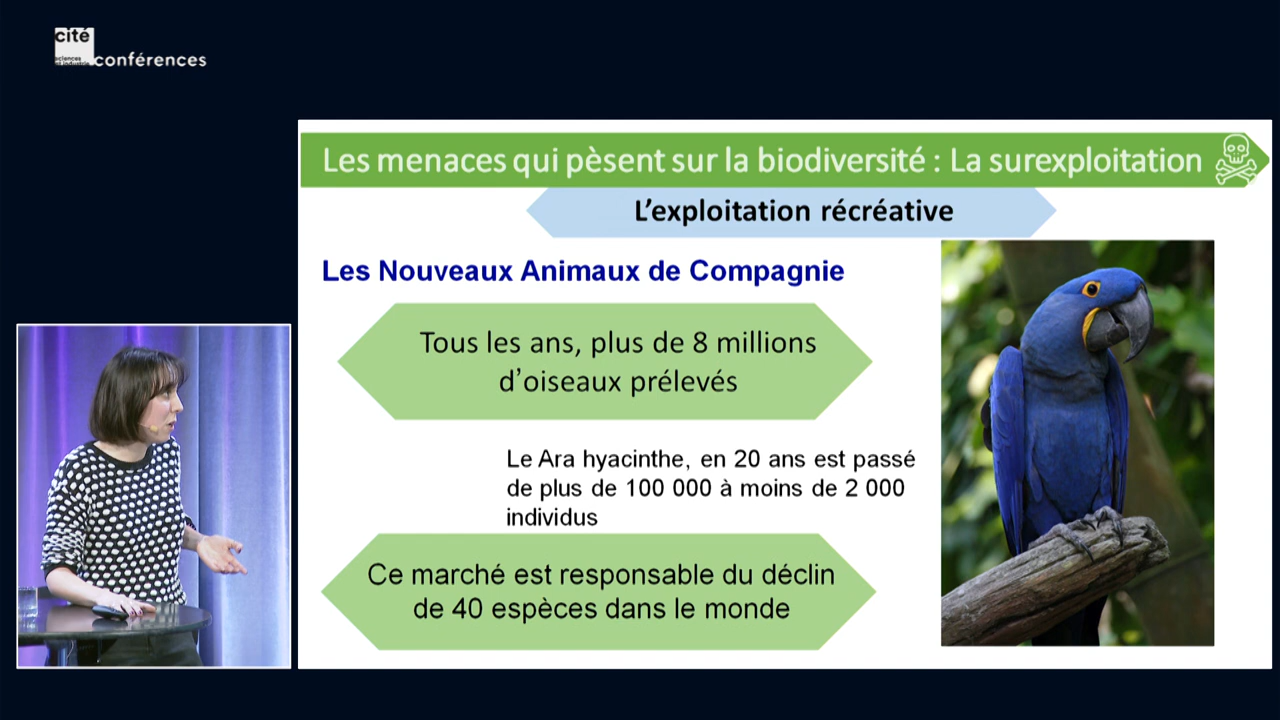 cité
sciences
et industrie
conférences
Les menaces qui pèsent sur la biodiversité : La surexploitation
L'exploitation récréative
Les Nouveaux Animaux de Compagnie
Tous les ans, plus de 8 millions
d'oiseaux prélevés
Le Ara hyacinthe, en 20 ans est passé
de plus de 100 000 à moins de 2 000
individus
Ce marché est responsable du déclin
de 40 espèces dans le monde